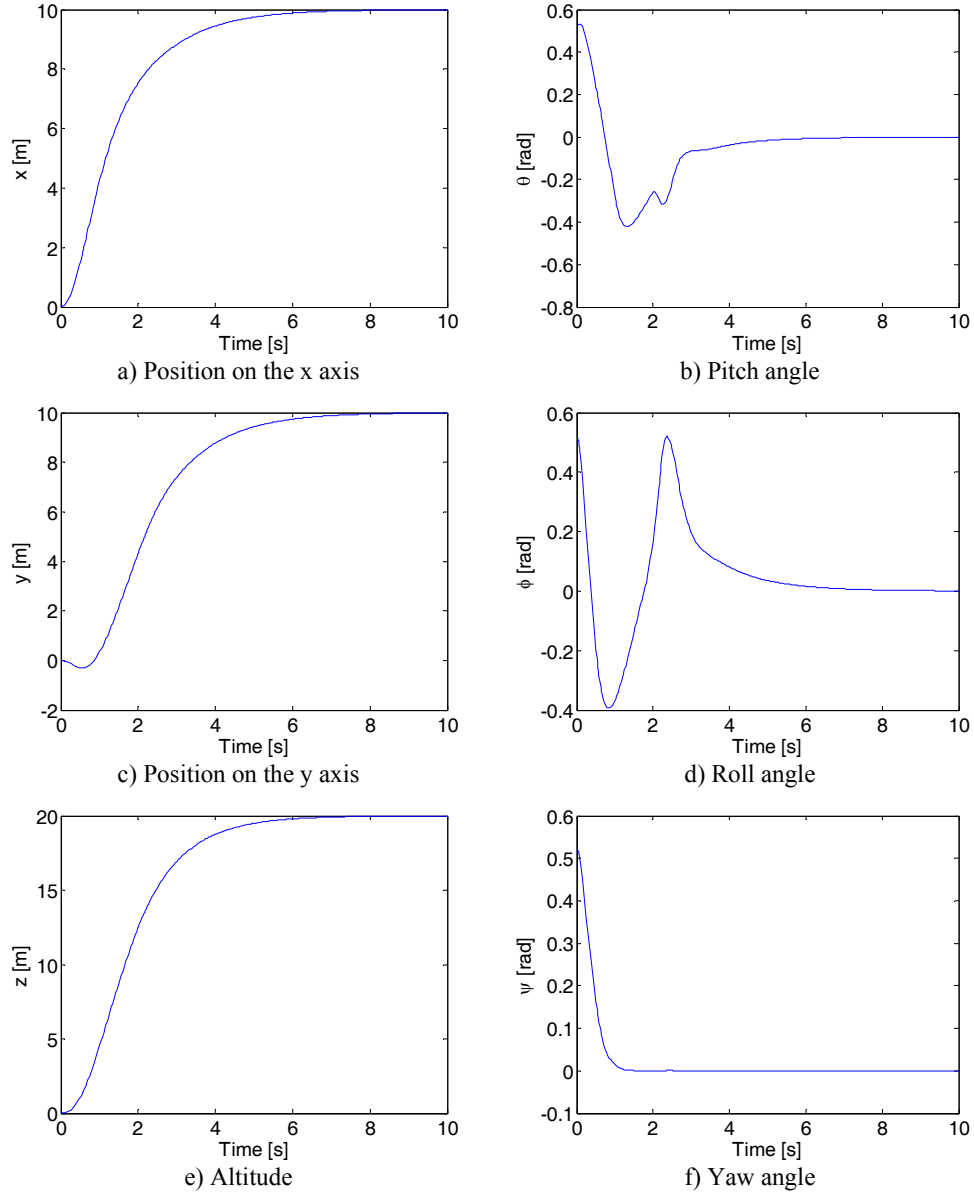 10
8
6
4
2
0
x [m]
0 2 4 6 8 10
Time [s]
a) Position on the x axis
0.6
0.4
0.2
0
-0.2
-0.4
-0.6
-0.8
θ [rad]
0 2 4 6 8 10
Time [s]
b) Pitch angle
10
8
6
4
2
0
-2
y [m]
0 2 4 6 8 10
Time [s]
c) Position on the y axis
0.6
0.4
0.2
0
-0.2
-0.4
ϕ [rad]
0 2 4 6 8 10
Time [s]
d) Roll angle
20
15
10
5
0
z [m]
0 2 4 6 8 10
Time [s]
e) Altitude
0.6
0.5
0.4
0.3
0.2
0.1
0
-0.1
ψ [rad]
0 2 4 6 8 10
Time [s]
f) Yaw angle